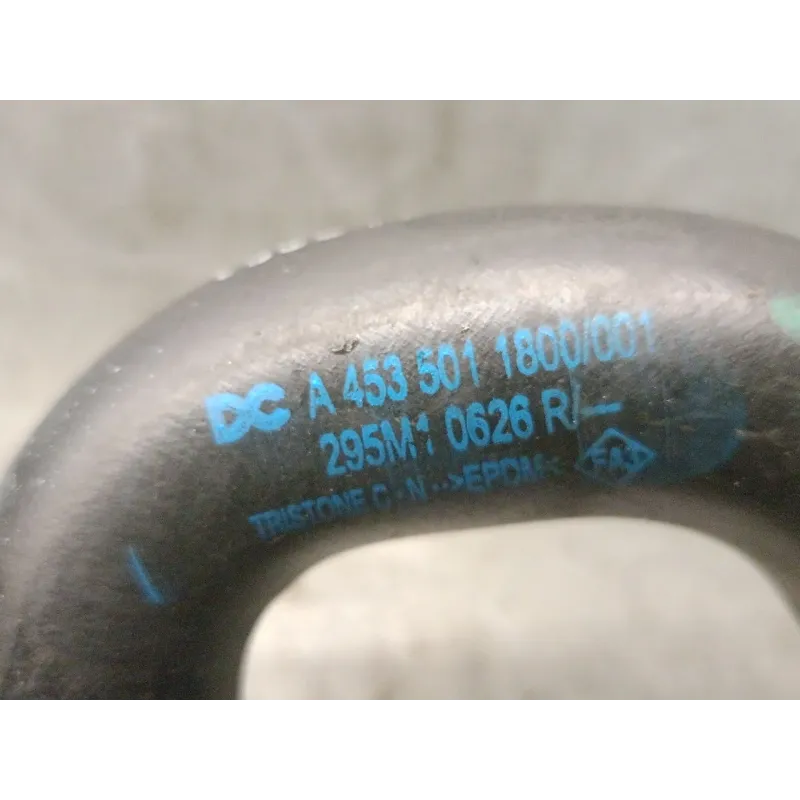 DC A 453 501 1800/001
295M1 0626 R/–
TRISTONE C - N -->EPDM<